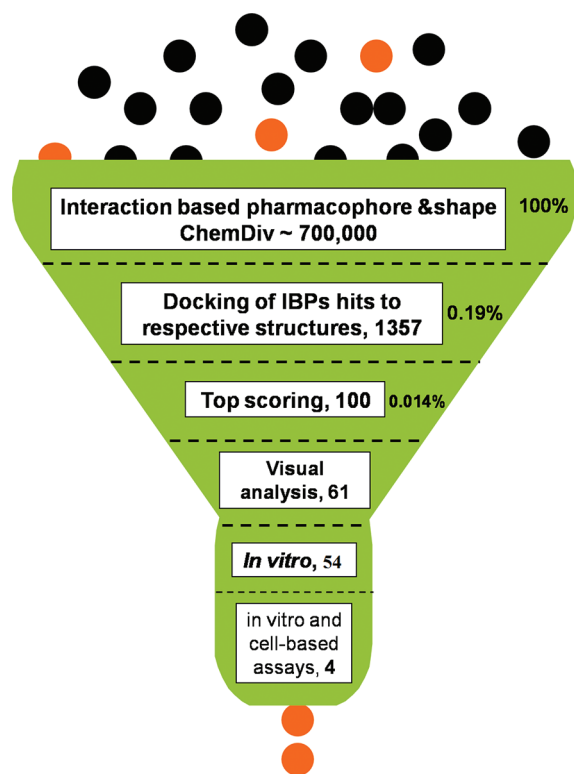 Interaction based pharmacophore &shape
ChemDiv ~ 700,000
100%
Docking of IBPs hits to
respective structures, 1357
0.19%
Top scoring, 100
0.014%
Visual
analysis, 61
In vitro, 54
in vitro and
cell-based
assays, 4